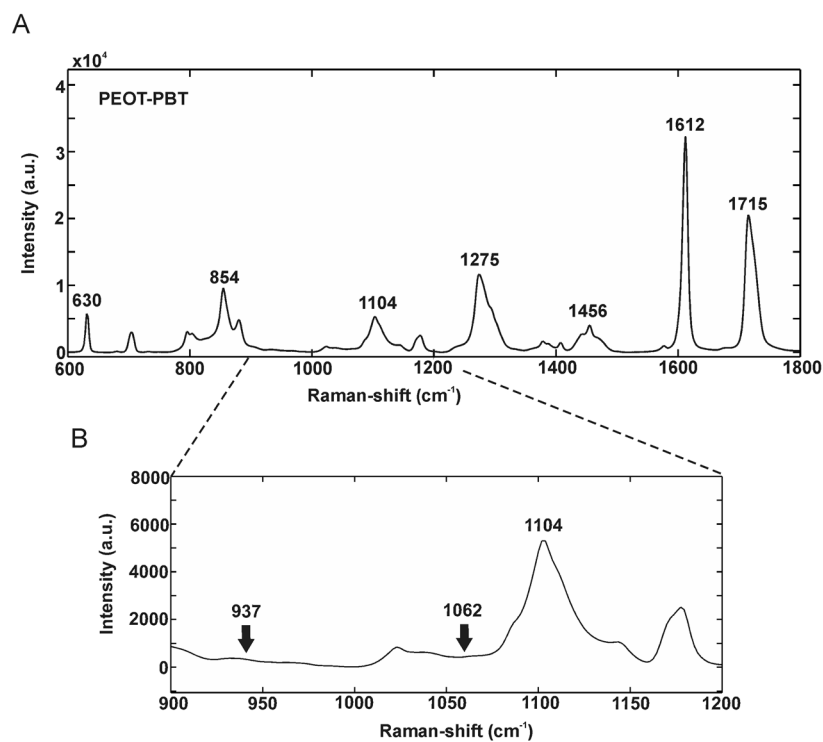 A
x10⁴
4
PEOT-PBT
1612
3
1715
2
1275
854
1
1104
630
1456
0
Intensity (a.u.)
600 800 1000 1200 1400 1600 1800
Raman-shift (cm⁻¹)
B
8000
6000
1104
4000
937 1062
2000
0
Intensity (a.u.)
900 950 1000 1050 1100 1150 1200
Raman-shift (cm⁻¹)